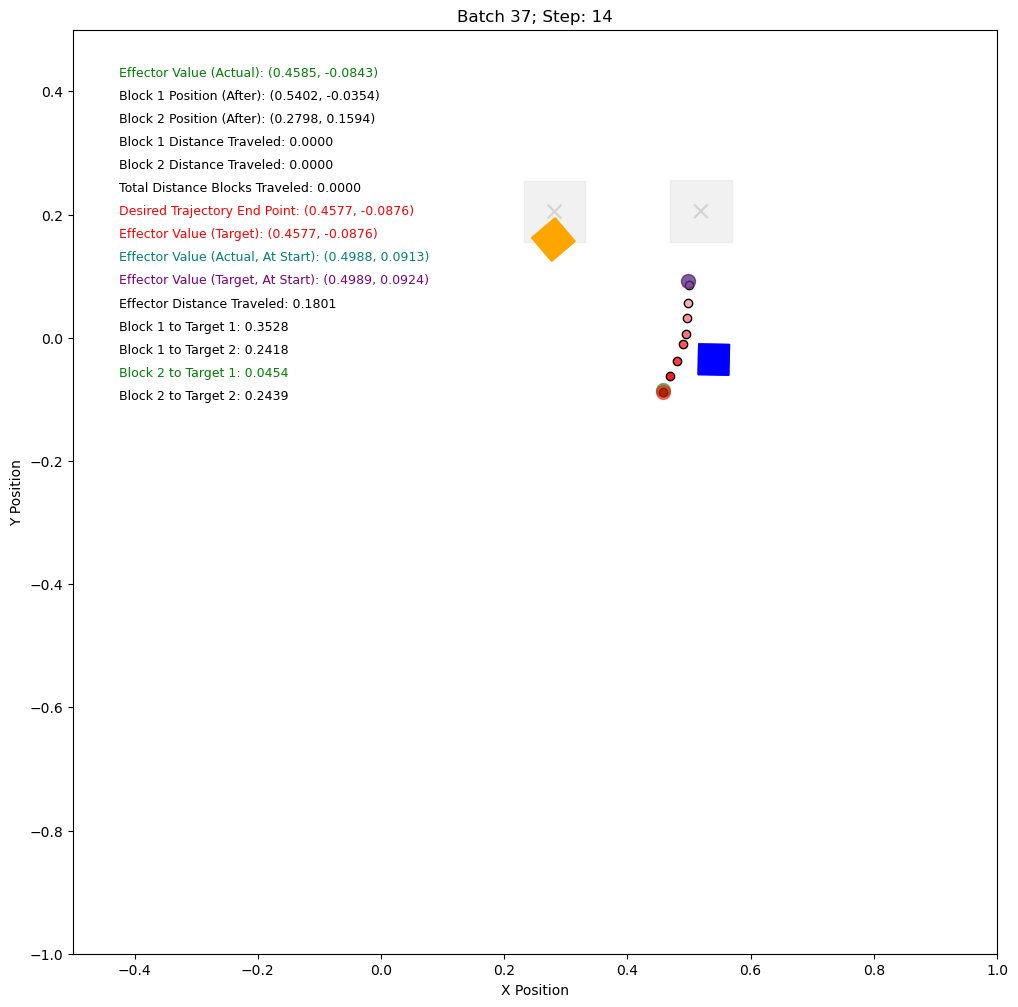 Batch 37; Step: 14
Effector Value (Actual): (0.4585, -0.0843)
Block 1 Position (After): (0.5402, -0.0354)
Block 2 Position (After): (0.2798, 0.1594)
Block 1 Distance Traveled: 0.0000
Block 2 Distance Traveled: 0.0000
Total Distance Blocks Traveled: 0.0000
Desired Trajectory End Point: (0.4577, -0.0876)
Effector Value (Target): (0.4577, -0.0876)
Effector Value (Actual, At Start): (0.4988, 0.0913)
Effector Value (Target, At Start): (0.4989, 0.0924)
Effector Distance Traveled: 0.1801
Block 1 to Target 1: 0.3528
Block 1 to Target 2: 0.2418
Block 2 to Target 1: 0.0454
Block 2 to Target 2: 0.2439
Y Position
0.4
0.2
0.0
−0.2
−0.4
−0.6
−0.8
−1.0
−0.4 −0.2 0.0 0.2 0.4 0.6 0.8 1.0
X Position